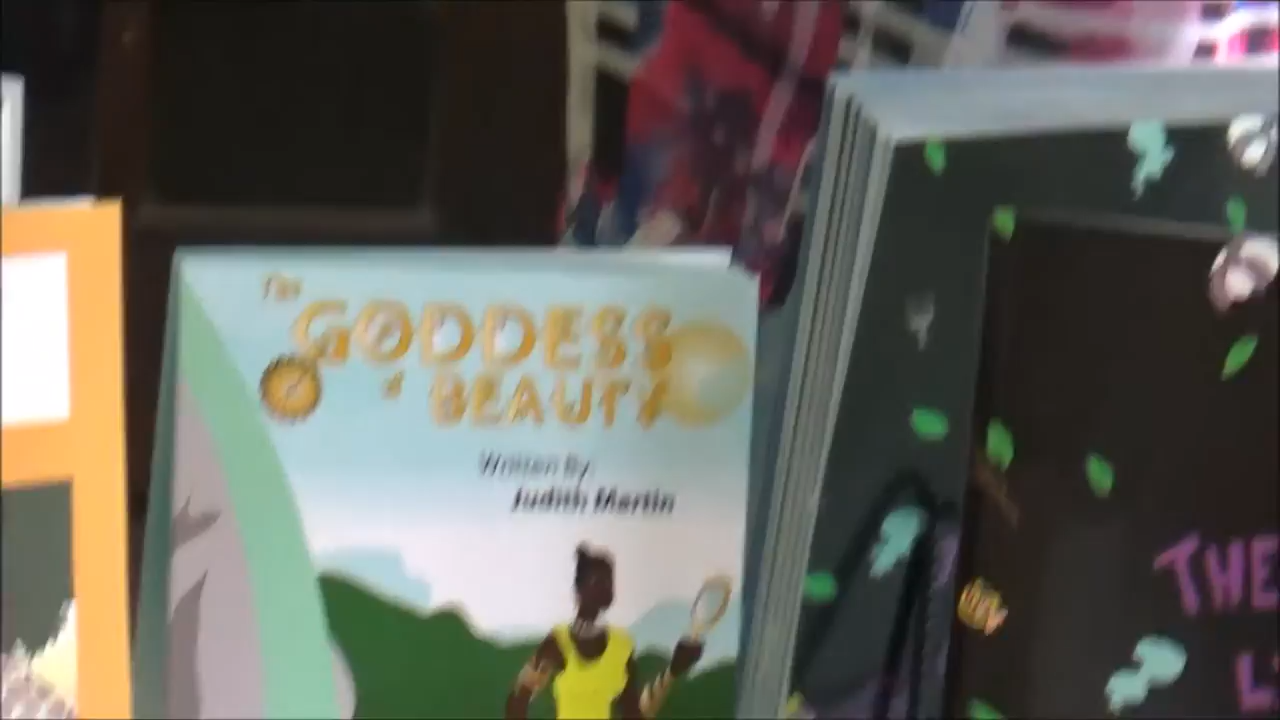 The
GODDESS
of
BEAUTY
Written By:
Judith Martin
THE